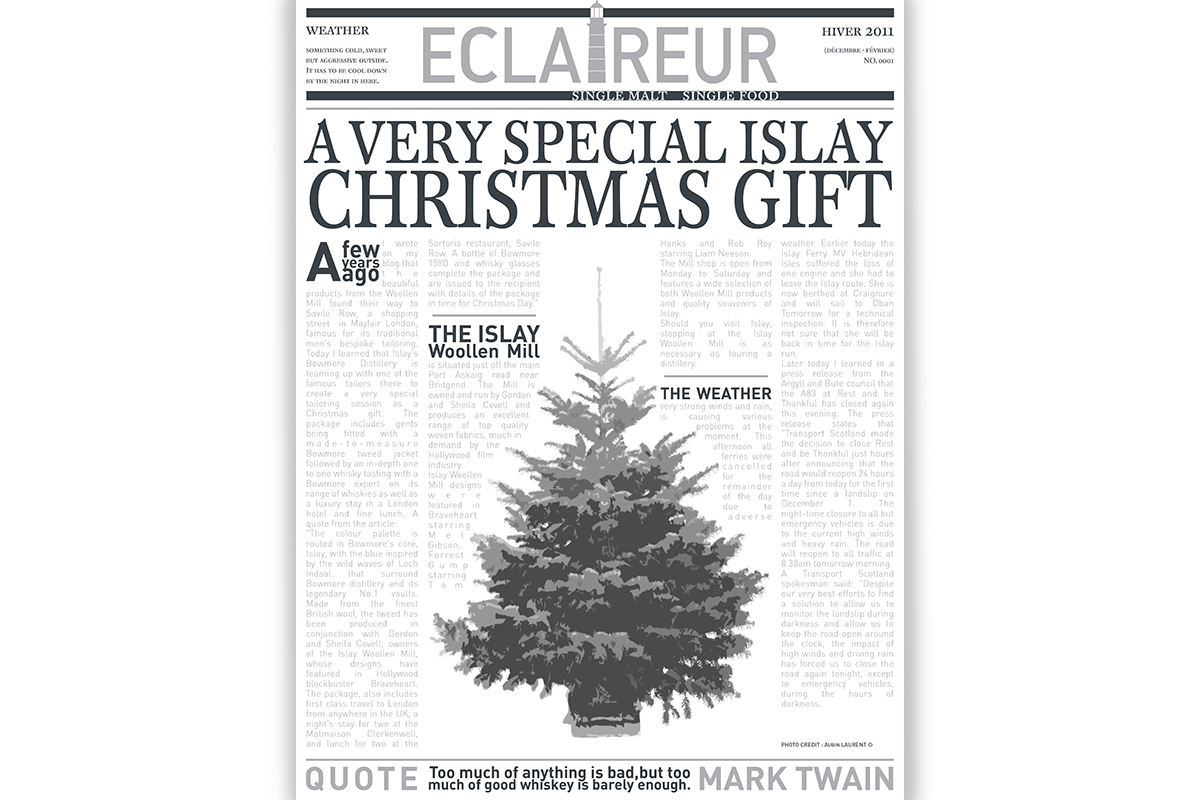 WEATHER
SOMETHING COLD, SWEET
BUT AGGRESSIVE OUTSIDE.
IT HAS TO BE COOL DOWN
BY THE NIGHT IN HERE.
ECLAIREUR
SINGLE MALT SINGLE FOOD
HIVER 2011
(DÉCEMBRE - FÉVRIER)
NO. 0001
A VERY SPECIAL ISLAY
CHRISTMAS GIFT
A few
years
ago
I wrote
on my
blog that
the
beautiful
products from the Woollen
Mill found their way to
Savile Row, a shopping
street in Mayfair London,
famous for its traditional
men's bespoke tailoring.
Today I learned that Islay's
Bowmore Distillery is
teaming up with one of the
famous tailors there to
create a very special
tailoring session as a
Christmas gift. The
package includes gents
being fitted with a
made-to-measure
Bowmore tweed jacket
followed by an in-depth one
to one whisky tasting with a
Bowmore expert on its
range of whiskies as well as
a luxury stay in a London
hotel and fine lunch. A
quote from the article:
"The colour palette is
routed in Bowmore's core,
Islay, with the blue inspired
by the wild waves of Loch
Indaal that surround
Bowmore distillery and its
legendary No.1 vaults.
Made from the finest
British wool, the tweed has
been produced in
conjunction with Gordon
and Sheila Covell, owners
of the Islay Woollen Mill,
whose designs have
featured in Hollywood
blockbuster Braveheart.
The package, also includes
first class travel to London
from anywhere in the UK, a
night's stay for two at the
Malmaison Clerkenwell,
and lunch for two at the
Sartoria restaurant, Savile
Row. A bottle of Bowmore
15YO and whisky glasses
complete the package and
are issued to the recipient
with details of the package
in time for Christmas Day."
THE ISLAY
Woollen Mill
is situated just off the main
Port Askaig road near
Bridgend. The Mill is
owned and run by Gordon
and Sheila Covell and
produces an excellent
range of top quality
woven fabrics, much in
demand by the
Hollywood film
industry.
Islay Woollen
Mill designs
were
featured in
Braveheart
starring
Mel
Gibson,
Forrest
Gump
starring
Tom
Hanks and Rob Roy
starring Liam Neeson.
The Mill shop is open from
Monday to Saturday and
features a wide selection of
both Woollen Mill products
and quality souvenirs of
Islay.
Should you visit Islay,
stopping at the Islay
Woollen Mill is as
necessary as touring a
distillery.
THE WEATHER
very strong winds and rain,
is causing various
problems at the
moment. This
afternoon all
ferries were
cancelled
for the
remainder
of the day
due to
adverse
weather. Earlier today the
Islay Ferry MV Hebridean
Isles suffered the loss of
one engine and she had to
leave the Islay route. She is
now berthed at Craignure
and will sail to Oban
Tomorrow for a technical
inspection. It is therefore
not sure that she will be
back in time for the Islay
run.
Later today I learned in a
press release from the
Argyll and Bute council that
the A83 at Rest and be
Thankful has closed again
this evening. The press
release states that
"Transport Scotland made
the decision to close Rest
and be Thankful just hours
after announcing that the
road would reopen 24 hours
a day from today for the first
time since a landslip on
December 1. The
night-time closure to all but
emergency vehicles is due
to the current high winds
and heavy rain. The road
will reopen to all traffic at
8.30am tomorrow morning.
A Transport Scotland
spokesman said: "Despite
our very best efforts to find
a solution to allow us to
monitor the landslip during
darkness and allow us to
keep the road open around
the clock, the impact of
high winds and driving rain
has forced us to close the
road again tonight, except
to emergency vehicles,
during the hours of
darkness.
PHOTO CREDIT : AUBIN LAURENT ©
QUOTE
Too much of anything is bad,but too
much of good whiskey is barely enough.
MARK TWAIN